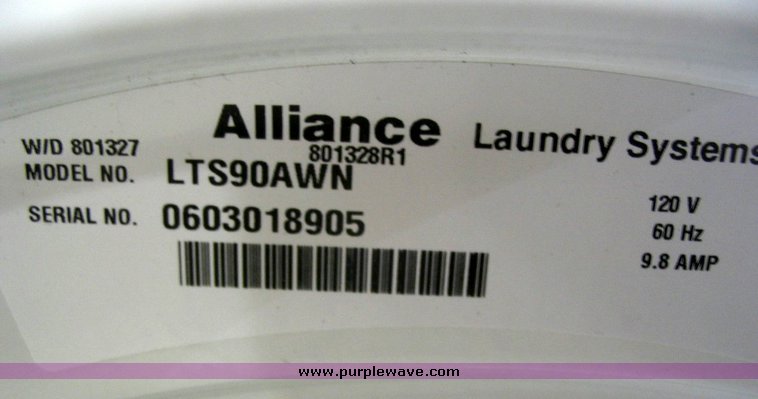 Alliance Laundry Systems
W/D 801327 801328R1
MODEL NO. LTS90AWN
SERIAL NO. 0603018905
120 V
60 Hz
9.8 AMP
www.purplewave.com